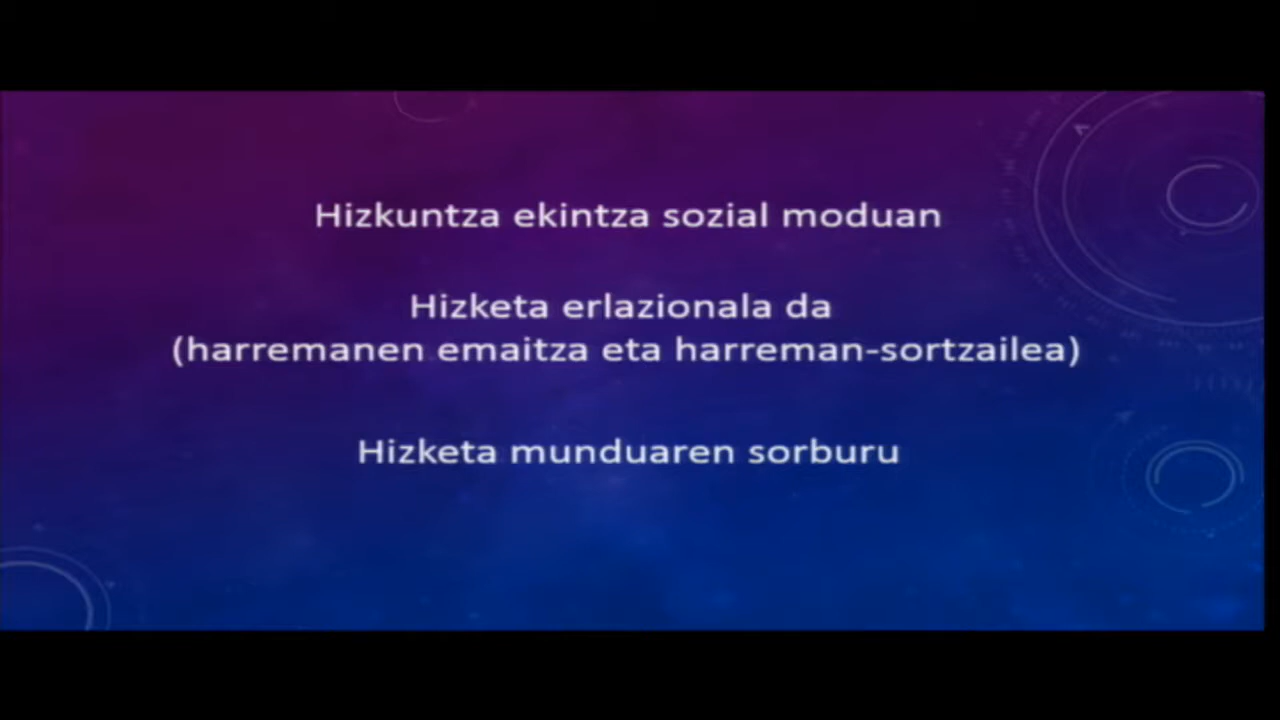 Hizkuntza ekintza sozial moduan
Hizketa erlazionala da
(harremanen emaitza eta harreman-sortzailea)
Hizketa munduaren sorburu